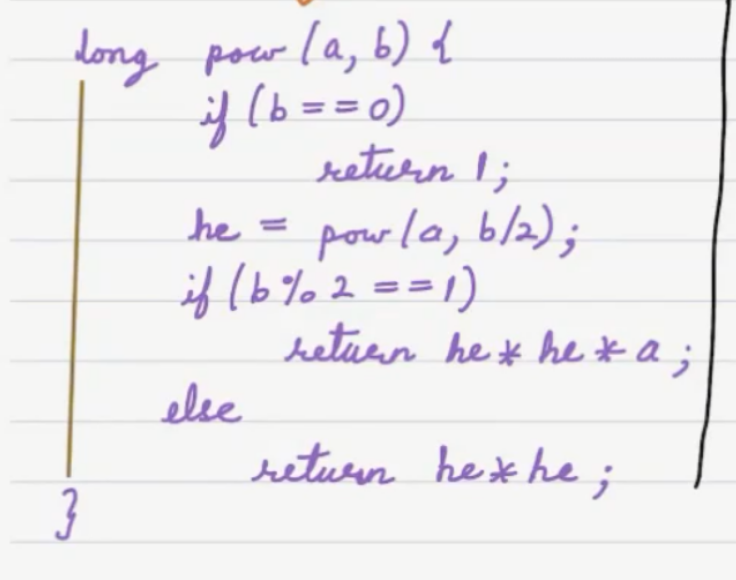 long pow (a, b) {
if (b == 0)
return 1;
he = pow (a, b/2);
if (b % 2 == 1)
return he * he * a;
else
return he * he;
}